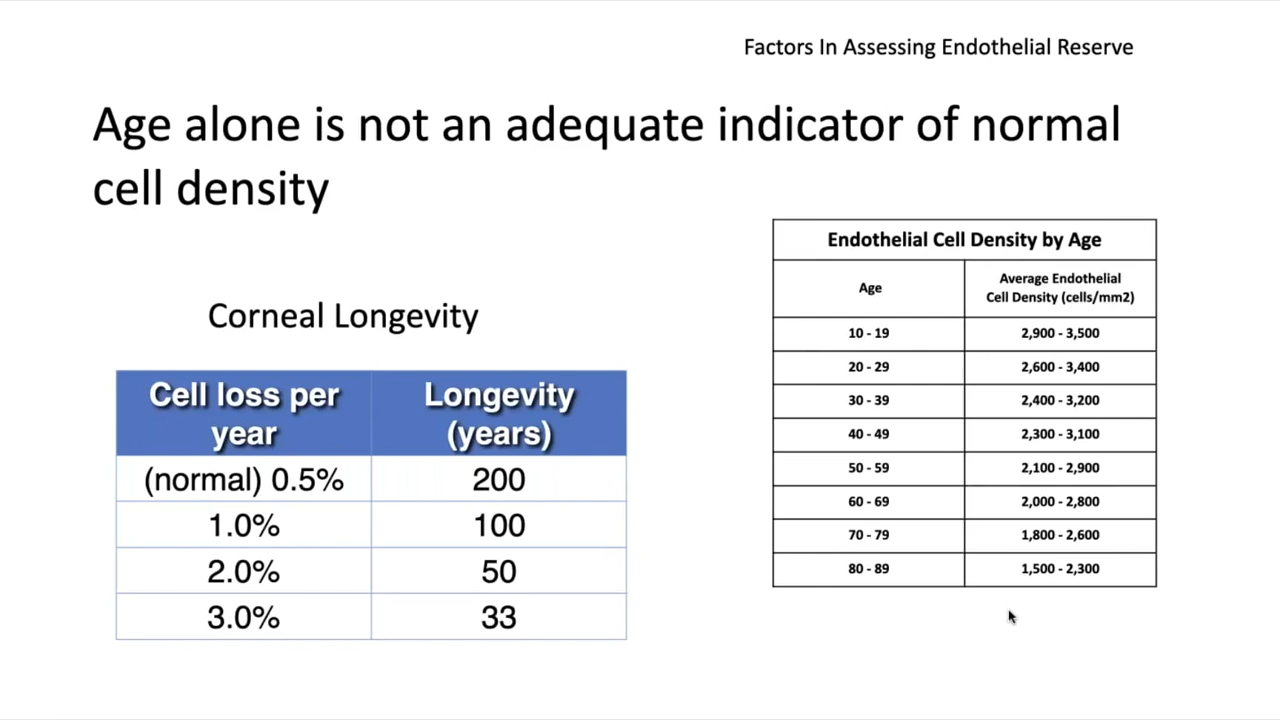 Factors In Assessing Endothelial Reserve
Age alone is not an adequate indicator of normal
cell density
Corneal Longevity
Cell loss per
year
Longevity
(years)
(normal) 0.5%
200
1.0%
100
2.0%
50
3.0%
33
Endothelial Cell Density by Age
Age
Average Endothelial
Cell Density (cells/mm2)
10 - 19
2,900 - 3,500
20 - 29
2,600 - 3,400
30 - 39
2,400 - 3,200
40 - 49
2,300 - 3,100
50 - 59
2,100 - 2,900
60 - 69
2,000 - 2,800
70 - 79
1,800 - 2,600
80 - 89
1,500 - 2,300